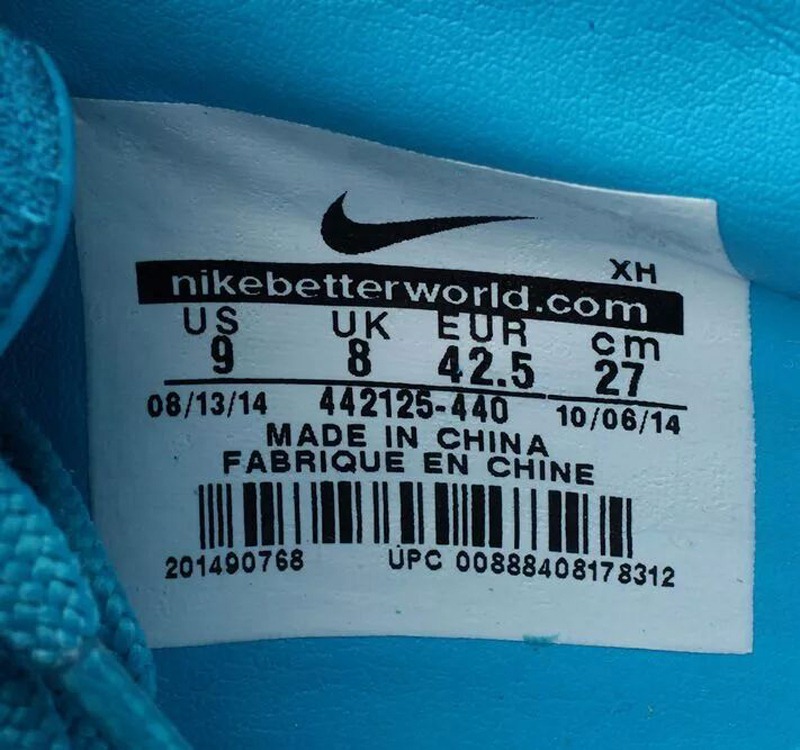 XH
nikebetterworld.com
US UK EUR cm
9 8 42.5 27
08/13/14 442125-440 10/06/14
MADE IN CHINA
FABRIQUE EN CHINE
201490768 UPC 00888408178312